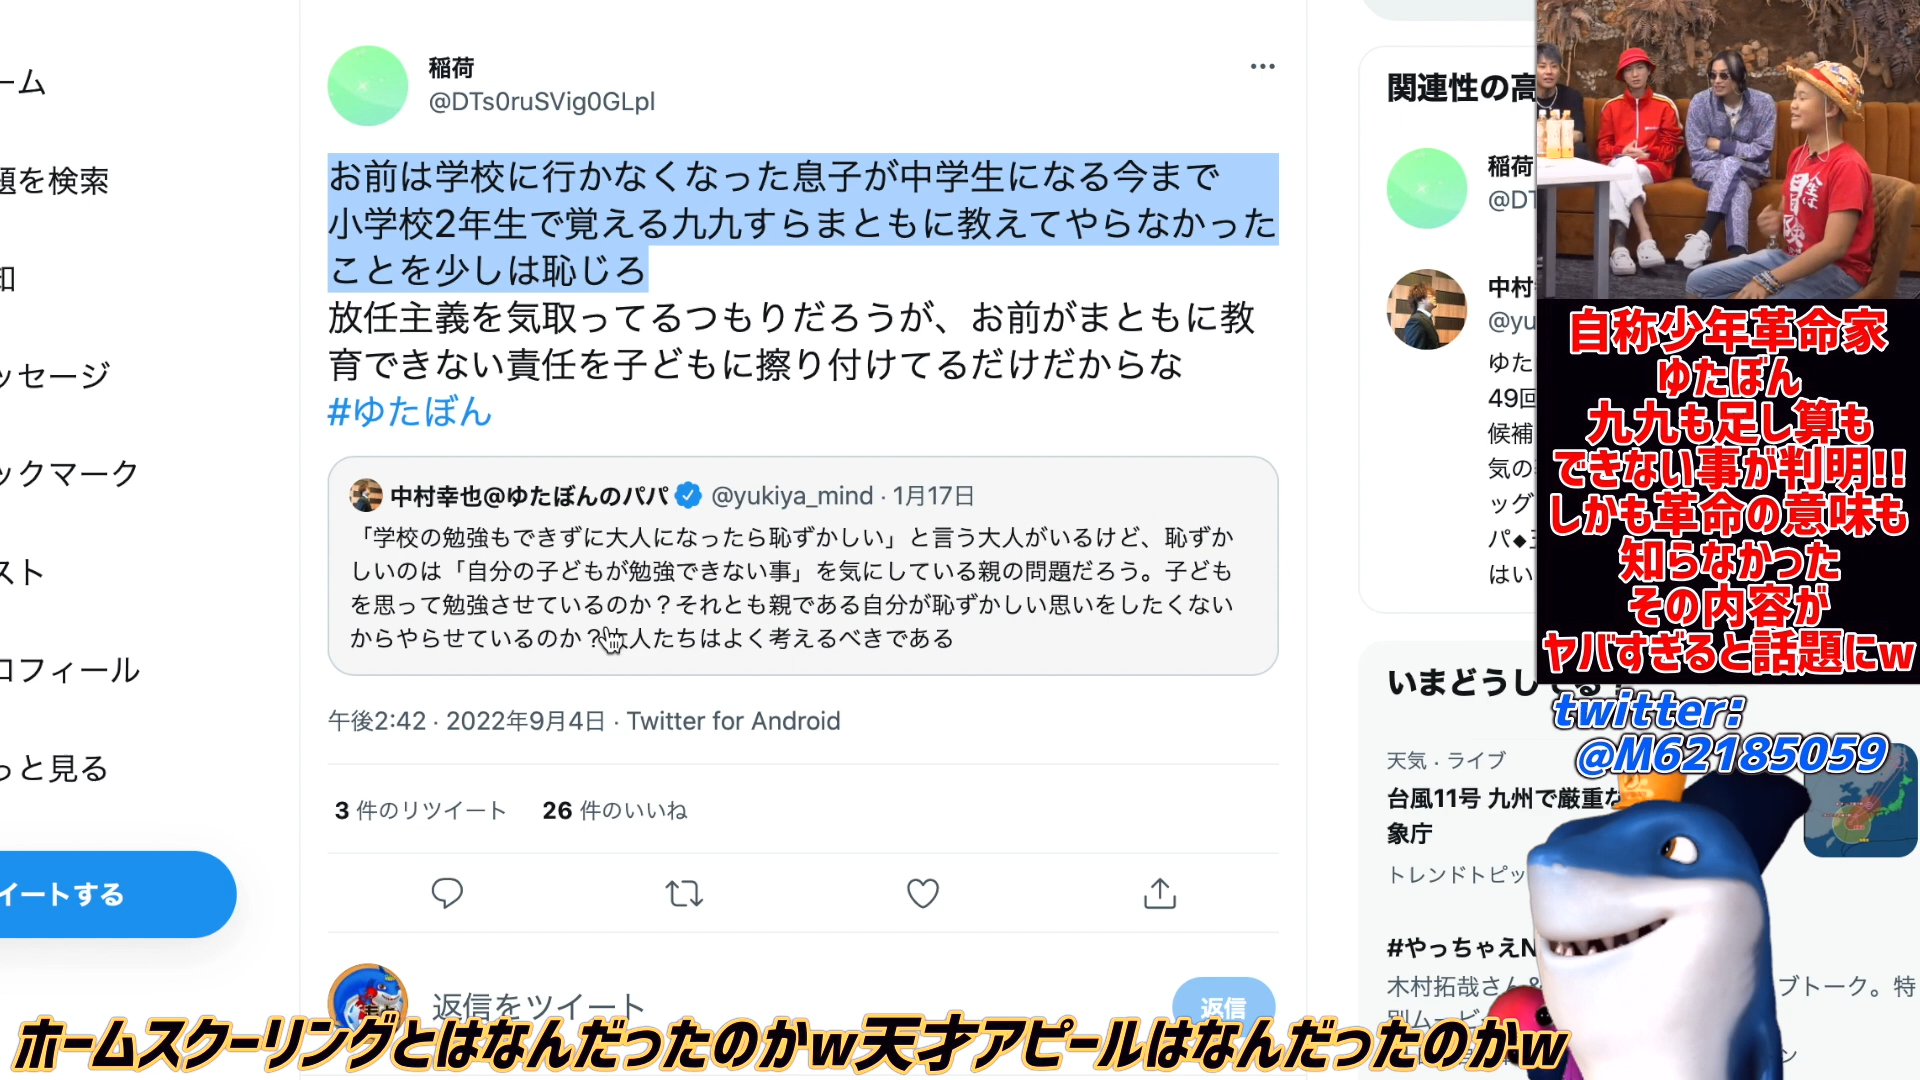 ーム
題を検索
知
ッセージ
ックマーク
スト
ロフィール
っと見る
イートする
稲荷
@DTs0ruSVig0GLpl
お前は学校に行かなくなった息子が中学生になる今まで
小学校2年生で覚える九九すらまともに教えてやらなかった
ことを少しは恥じろ
放任主義を気取ってるつもりだろうが、お前がまともに教
育できない責任を子どもに擦り付けてるだけだからな
#ゆたぼん
中村幸也@ゆたぼんのパパ @yukiya_mind · 1月17日
「学校の勉強もできずに大人になったら恥ずかしい」と言う大人がいるけど、恥ずか
しいのは「自分の子どもが勉強できない事」を気にしている親の問題だろう。子ども
を思って勉強させているのか？それとも親である自分が恥ずかしい思いをしたくない
からやらせているのか？大人たちはよく考えるべきである
午後2:42 · 2022年9月4日 · Twitter for Android
3 件のリツイート 26 件のいいね
返信をツイート
返信
関連性の高
稲荷
@DT
中村
@yu
ゆた
49回
候補
気の
ッグ
パ◆
はい
いまどうしてる？
天気 · ライブ
台風11号 九州で厳重な
象庁
トレンドトピッ
#やっちゃえN
木村拓哉さん&
ブトーク。特
別ムービ
人生は
自称少年革命家
ゆたぼん
九九も足し算も
できない事が判明!!
しかも革命の意味も
知らなかった
その内容が
ヤバすぎると話題にw
twitter:
@M62185059
ホームスクーリングとはなんだったのかw天才アピールはなんだったのかw